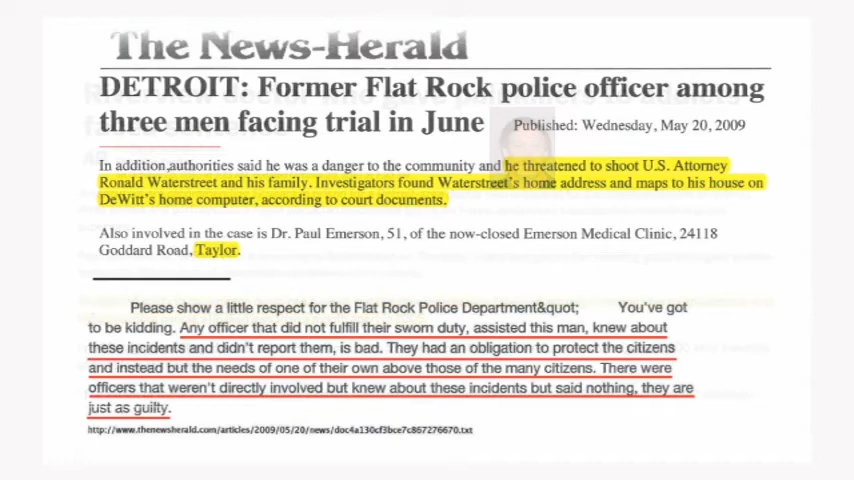 The News-Herald
DETROIT: Former Flat Rock police officer among
three men facing trial in June
Published: Wednesday, May 20, 2009
In addition,authorities said he was a danger to the community and he threatened to shoot U.S. Attorney
Ronald Waterstreet and his family. Investigators found Waterstreet's home address and maps to his house on
DeWitt's home computer, according to court documents.
Also involved in the case is Dr. Paul Emerson, 51, of the now-closed Emerson Medical Clinic, 24118
Goddard Road, Taylor.
Please show a little respect for the Flat Rock Police Department&quot; You've got
to be kidding. Any officer that did not fulfill their sworn duty, assisted this man, knew about
these incidents and didn't report them, is bad. They had an obligation to protect the citizens
and instead but the needs of one of their own above those of the many citizens. There were
officers that weren't directly involved but knew about these incidents but said nothing, they are
just as guilty.
http://www.thenewsherald.com/articles/2009/05/20/news/doc4a130cf3bce7c867276670.txt